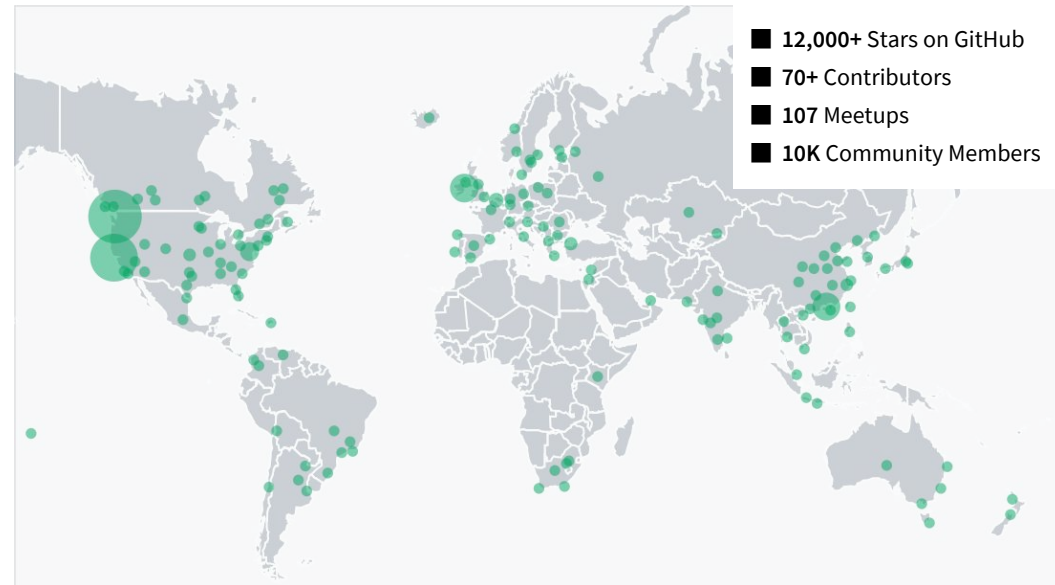 ■ 12,000+ Stars on GitHub
■ 70+ Contributors
■ 107 Meetups
■ 10K Community Members